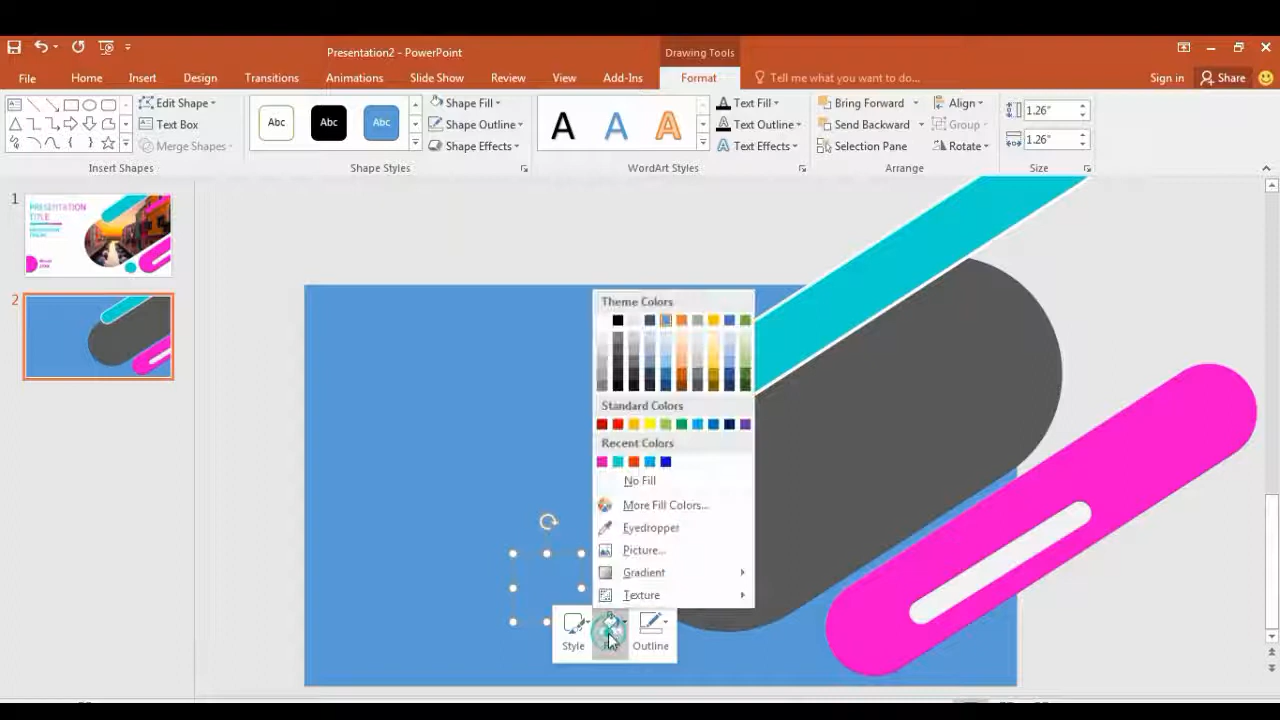 Presentation2 - PowerPoint
Drawing Tools
File Home Insert Design Transitions Animations Slide Show Review View Add-Ins Format Tell me what you want to do... Sign in Share
Edit Shape
Text Box
Merge Shapes
Insert Shapes
Abc Abc Abc
Shape Fill
Shape Outline
Shape Effects
Shape Styles
A A A
Text Fill
Text Outline
Text Effects
WordArt Styles
Bring Forward
Send Backward
Selection Pane
Align
Group
Rotate
Arrange
1.26"
1.26"
Size
1
PRESENTATION
TITLE
2
Theme Colors
Standard Colors
Recent Colors
No Fill
More Fill Colors...
Eyedropper
Picture...
Gradient
Texture
Style
Outline